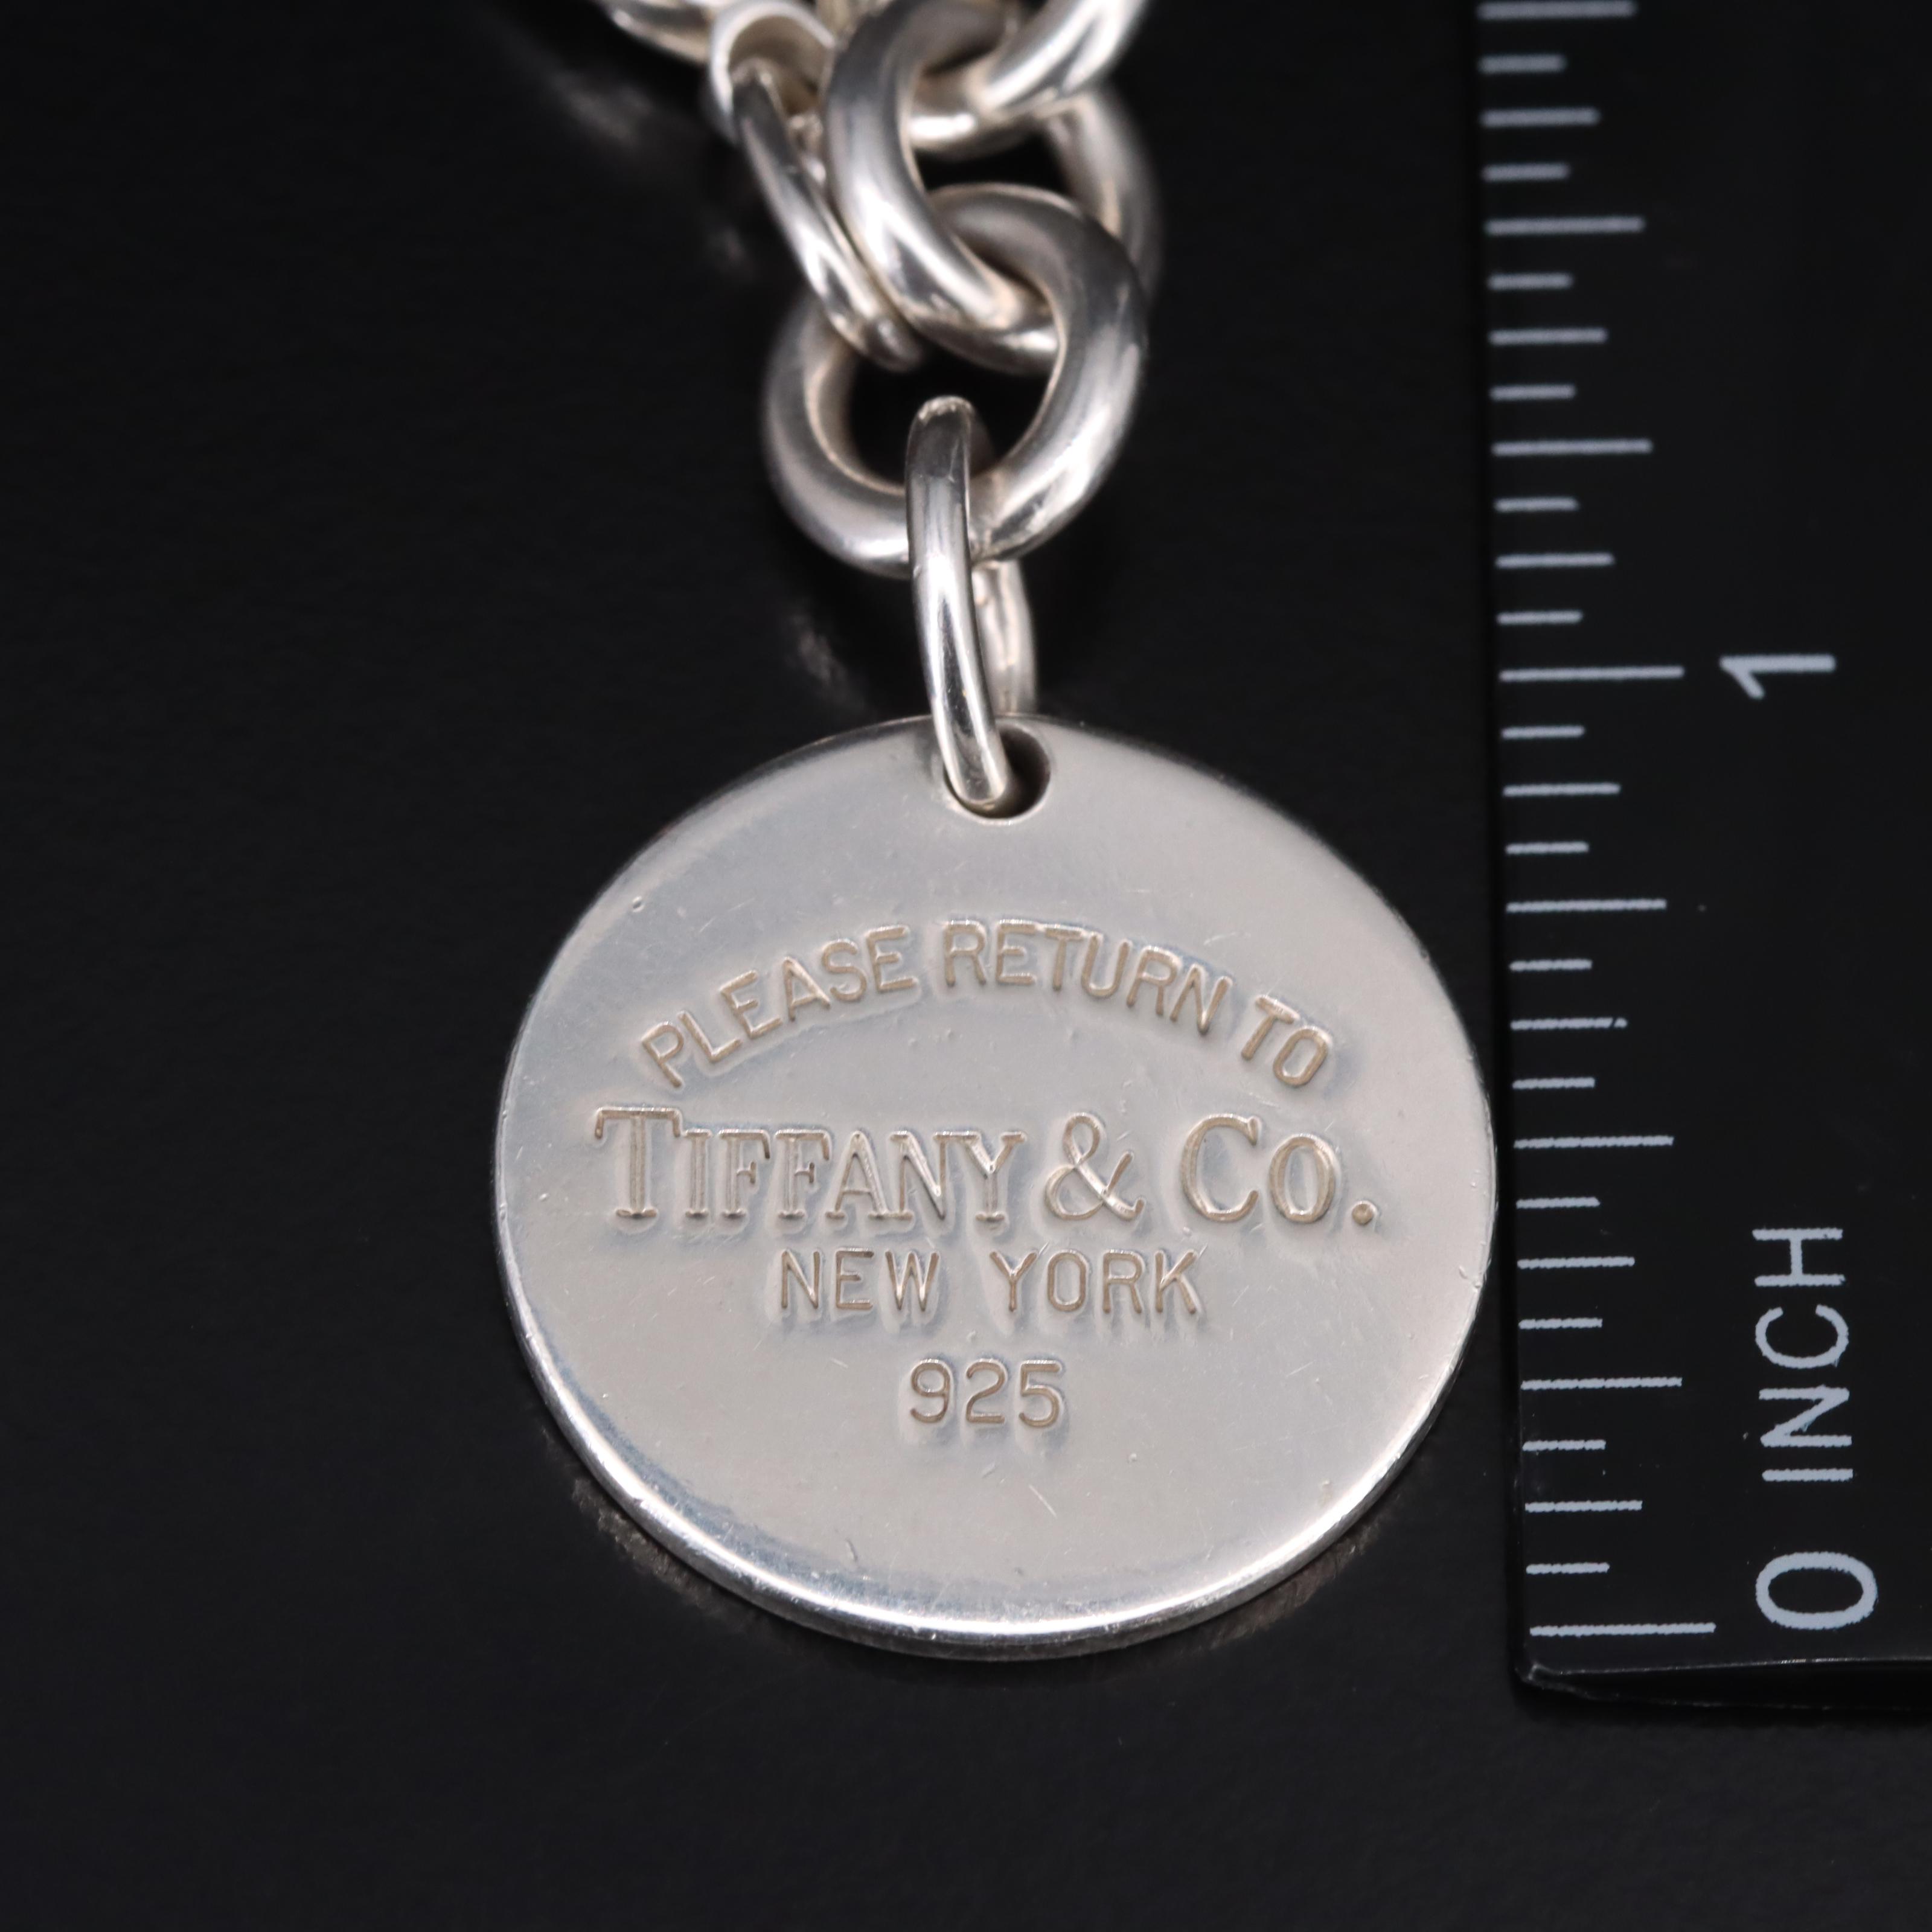 PLEASE RETURN TO
TIFFANY & CO.
NEW YORK
925
1
0 INCH